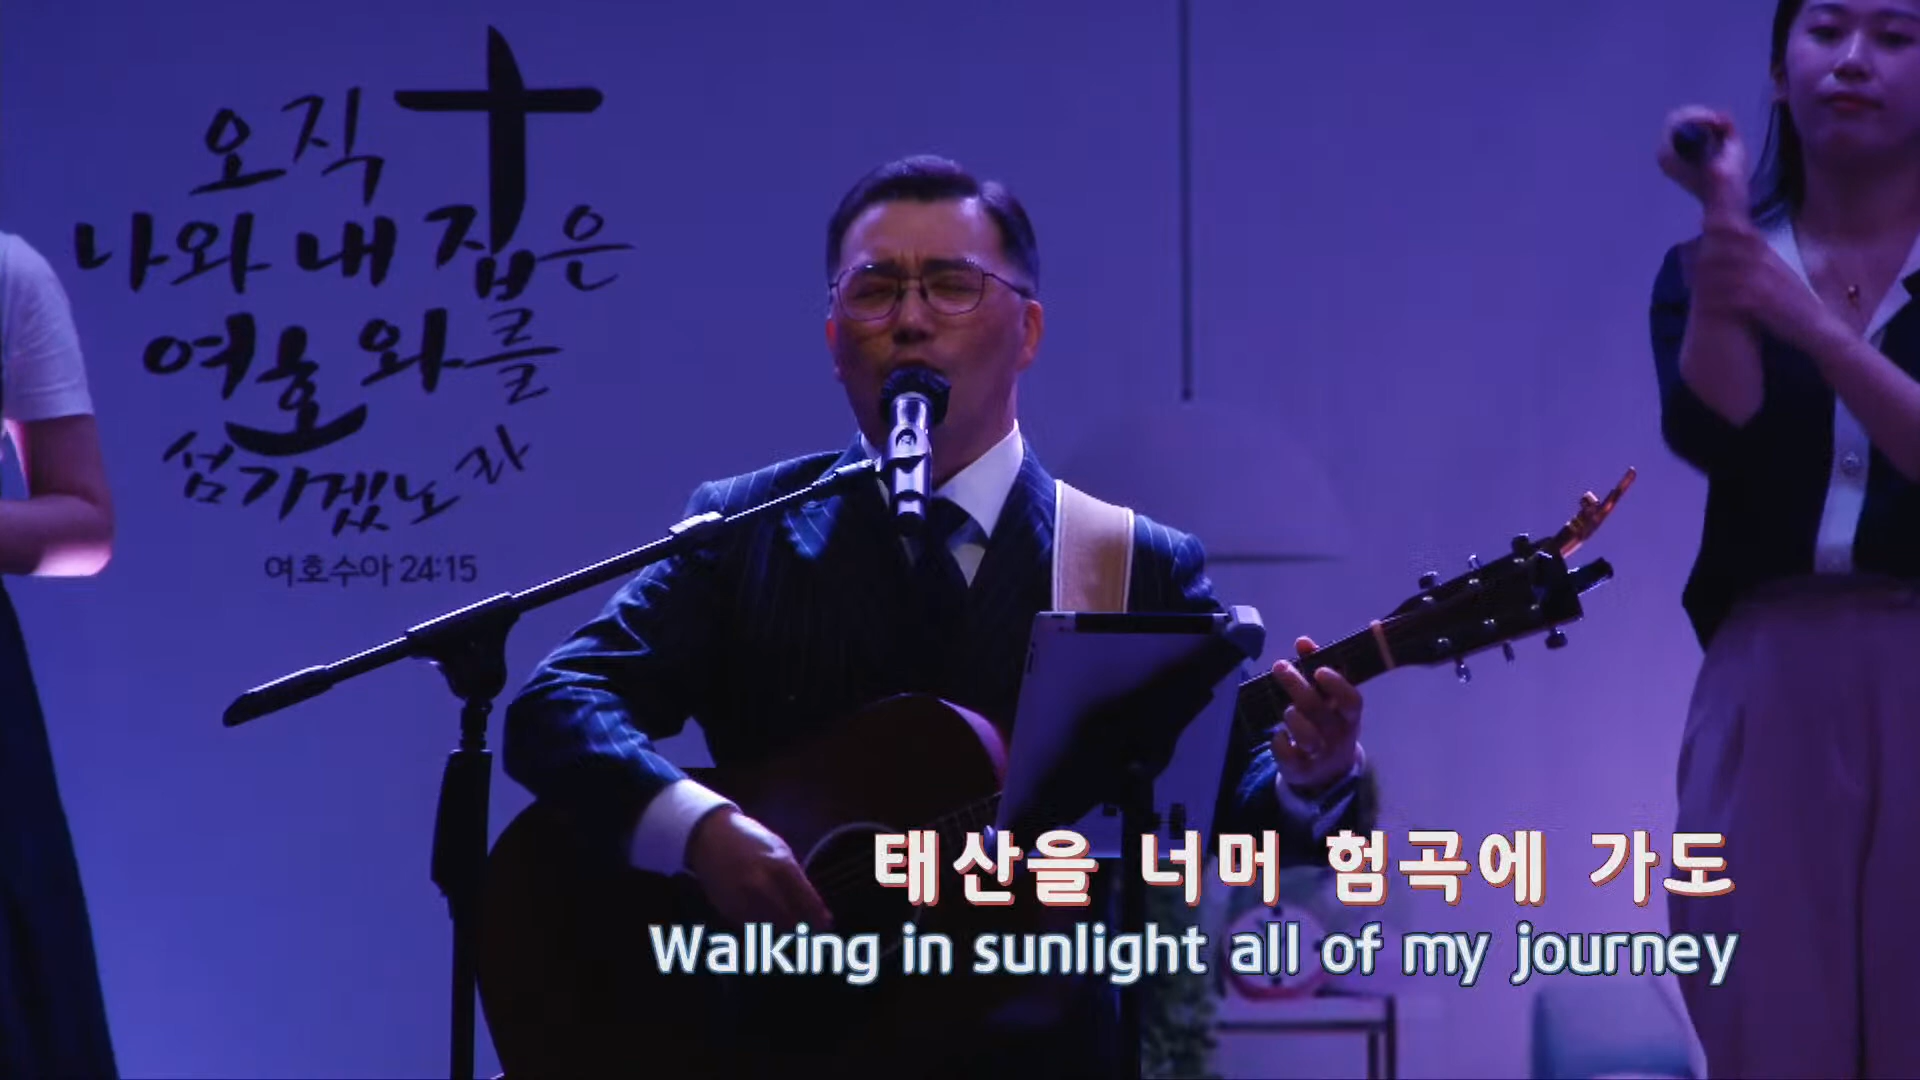 오직
나와 내 집은
여호와를
섬기겠노라
여호수아 24:15
태산을 너머 험곡에 가도
Walking in sunlight all of my journey